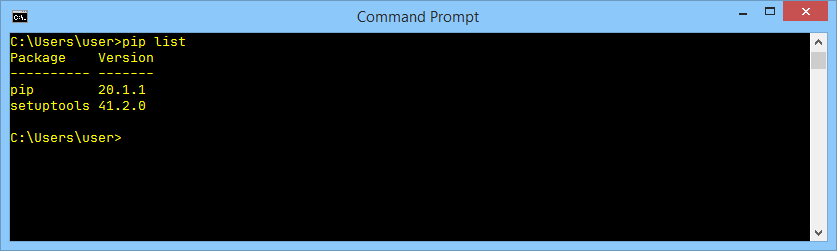 Command Prompt
C:\Users\user>pip list
Package    Version
---------- -------
pip        20.1.1
setuptools 41.2.0
C:\Users\user>